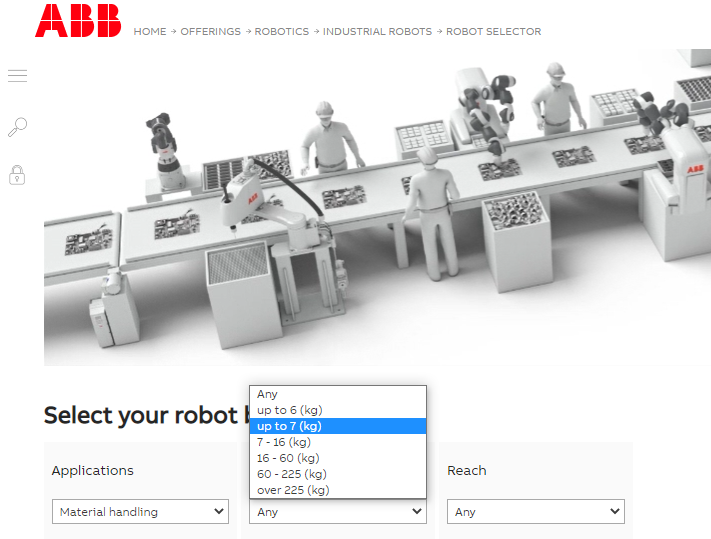 ABB
HOME → OFFERINGS → ROBOTICS → INDUSTRIAL ROBOTS → ROBOT SELECTOR
ABB
ABB
Select your robot
Any
up to 6 (kg)
up to 7 (kg)
7 - 16 (kg)
16 - 60 (kg)
60 - 225 (kg)
over 225 (kg)
Applications
Reach
Material handling
Any
Any